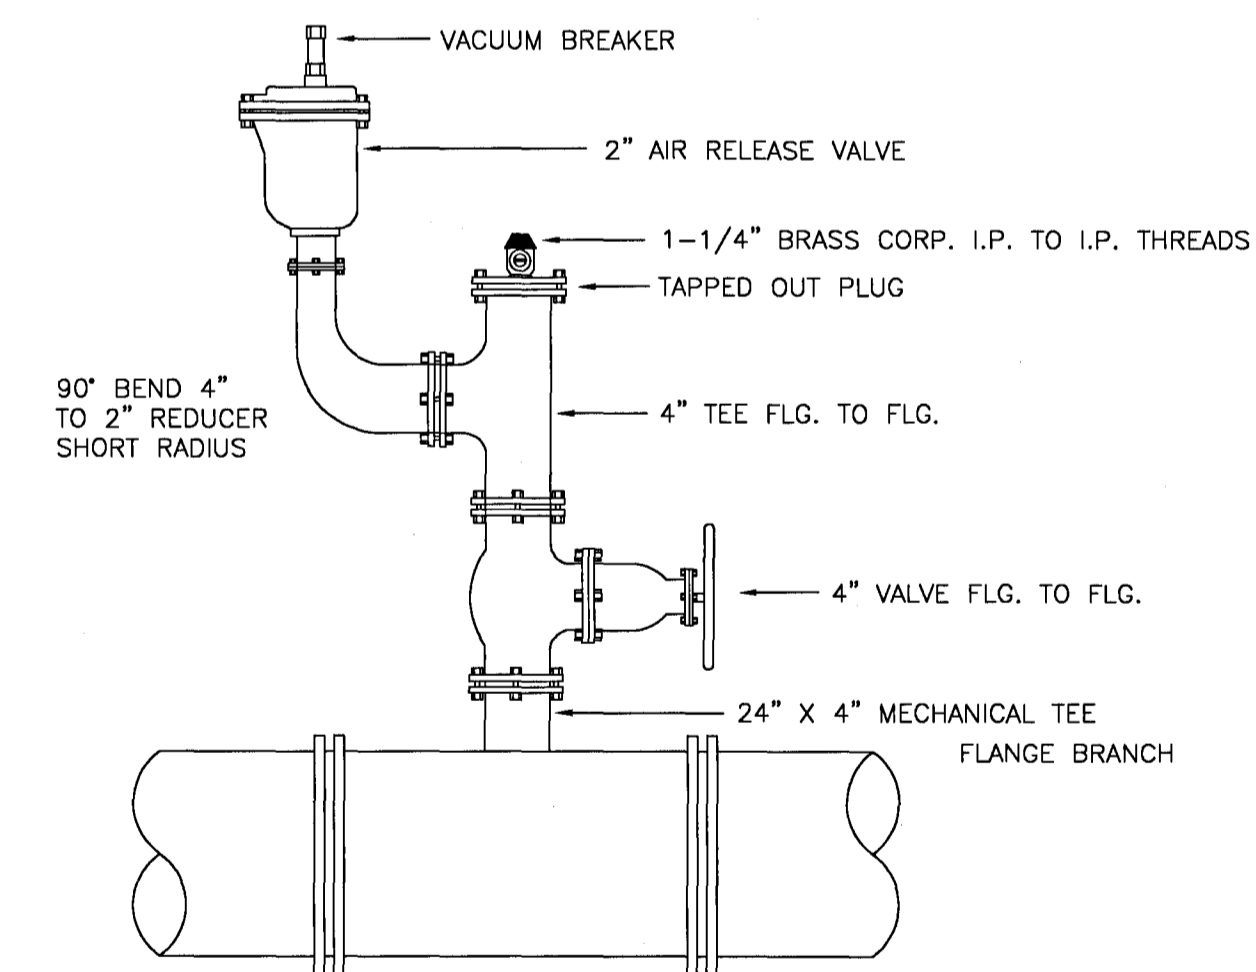 VACUUM BREAKER
2" AIR RELEASE VALVE
1-1/4" BRASS CORP. I.P. TO I.P. THREADS
TAPPED OUT PLUG
90° BEND 4"
TO 2" REDUCER
SHORT RADIUS
4" TEE FLG. TO FLG.
4" VALVE FLG. TO FLG.
24" X 4" MECHANICAL TEE
FLANGE BRANCH